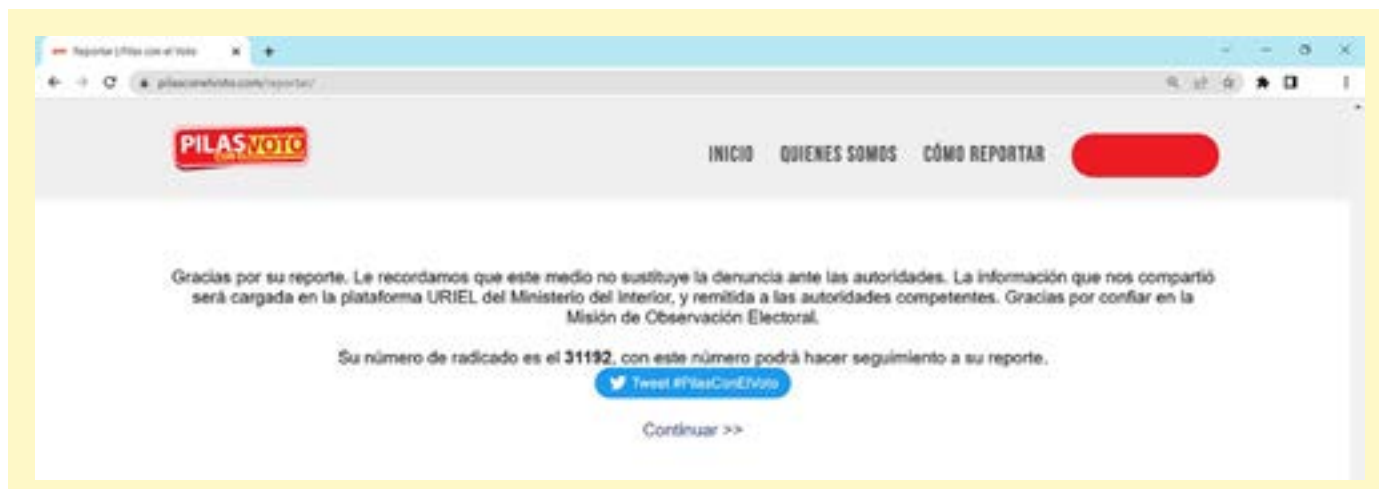 Reportar | Pilas con el Voto
pilasconelvoto.com/reportar/
PILAS CON EL VOTO
INICIO QUIENES SOMOS CÓMO REPORTAR
Gracias por su reporte. Le recordamos que este medio no sustituye la denuncia ante las autoridades. La información que nos compartió
será cargada en la plataforma URIEL del Ministerio del Interior, y remitida a las autoridades competentes. Gracias por confiar en la
Misión de Observación Electoral.
Su número de radicado es el 31192, con este número podrá hacer seguimiento a su reporte.
Tweet #PilasConElVoto
Continuar >>